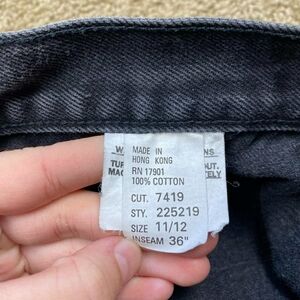 MADE IN
HONG KONG
RN 17901
100% COTTON
CUT. 7419
STY. 225219
SIZE 11/12
INSEAM 36"